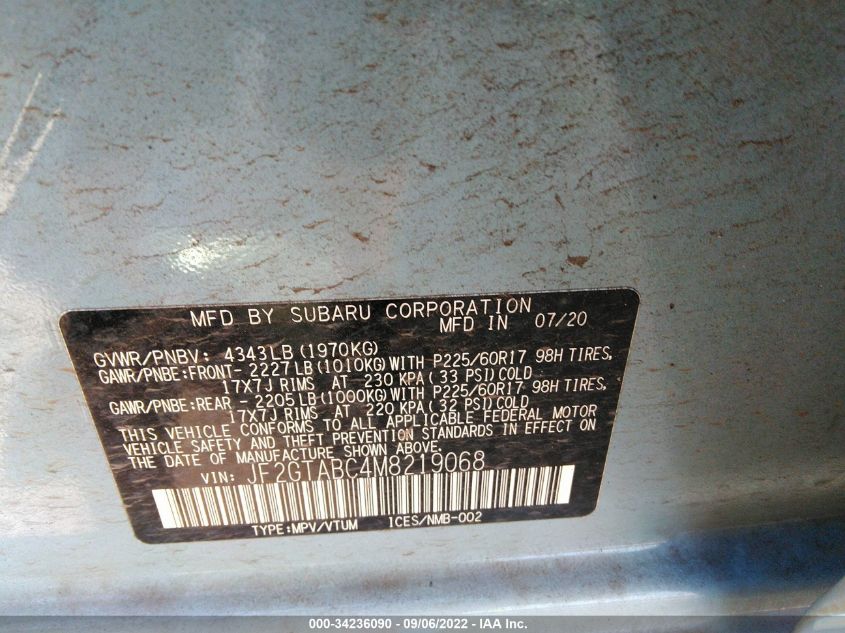 MFD BY SUBARU CORPORATION
MFD IN 07/20
GVWR/PNBV: 4343LB(1970KG)
GAWR/PNBE:FRONT- 2227LB(1010KG)WITH P225/60R17 98H TIRES,
17X7J RIMS AT 230 KPA( 33 PSI)COLD
GAWR/PNBE:REAR - 2205LB(1000KG)WITH P225/60R17 98H TIRES,
17X7J RIMS AT 220 KPA( 32 PSI)COLD
THIS VEHICLE CONFORMS TO ALL APPLICABLE FEDERAL MOTOR
VEHICLE SAFETY AND THEFT PREVENTION STANDARDS IN EFFECT ON
THE DATE OF MANUFACTURE SHOWN ABOVE.
VIN: JF2GTABC4M8219068
TYPE:MPV/VTUM ICES/NMB-002
000-34236090 - 09/06/2022 - IAA Inc.